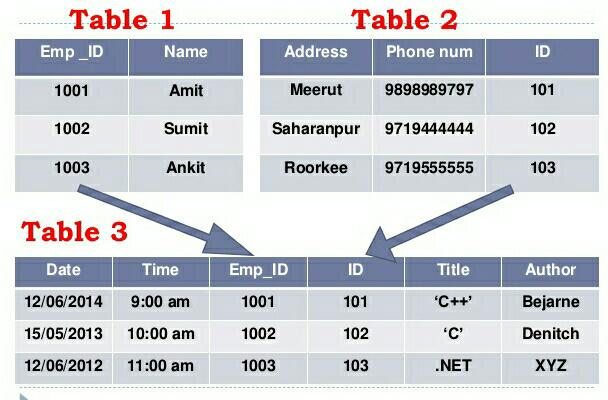 Table 1 Table 2
Emp _ID Name Address Phone num ID
1001 Amit Meerut 9898989797 101
1002 Sumit Saharanpur 9719444444 102
1003 Ankit Roorkee 9719555555 103
Table 3
Date Time Emp_ID ID Title Author
12/06/2014 9:00 am 1001 101 ‘C++’ Bejarne
15/05/2013 10:00 am 1002 102 ‘C’ Denitch
12/06/2012 11:00 am 1003 103 .NET XYZ